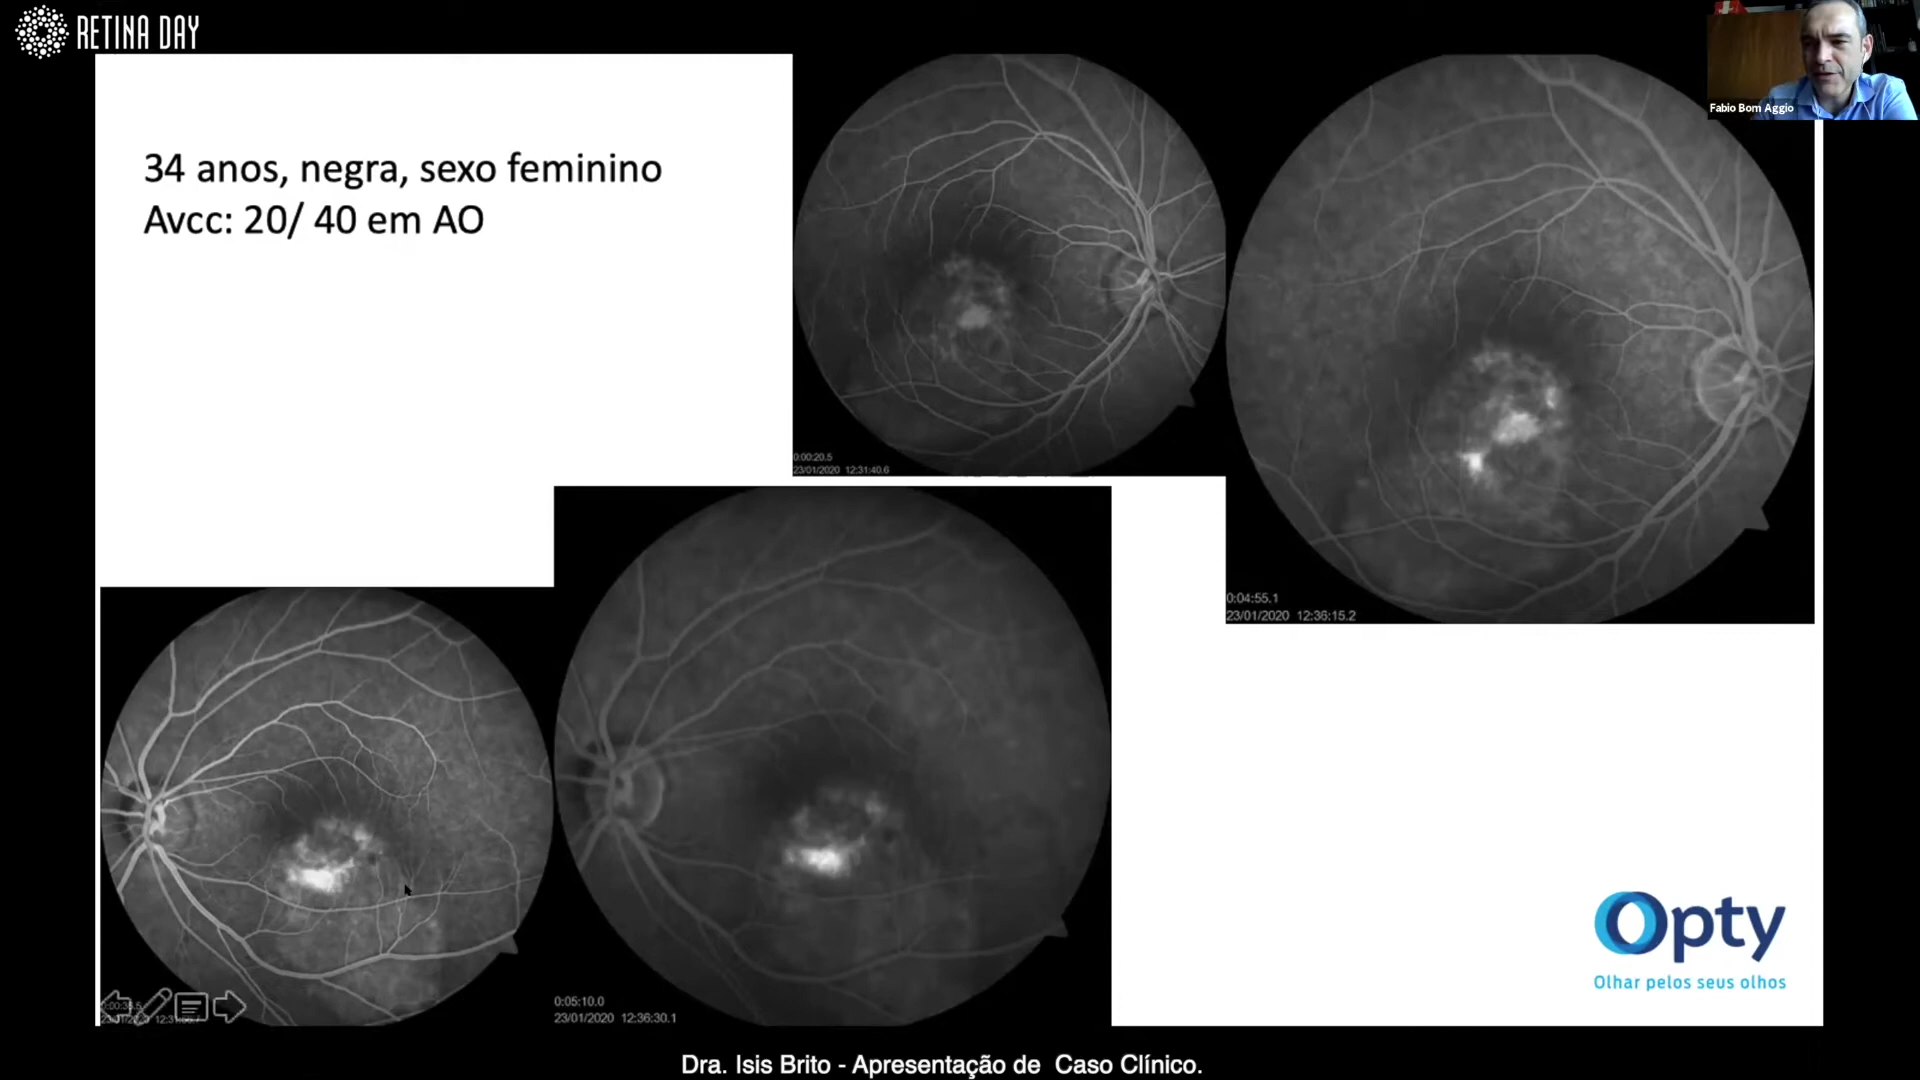 RETINA DAY
Fabio Bom Aggio
34 anos, negra, sexo feminino
Avcc: 20/ 40 em AO
0:00:20.5
23/01/2020 12:31:40.6
0:04:55.1
23/01/2020 12:36:15.2
0:05:10.0
23/01/2020 12:36:30.1
Opty
Olhar pelos seus olhos
Dra. Isis Brito - Apresentação de Caso Clínico.